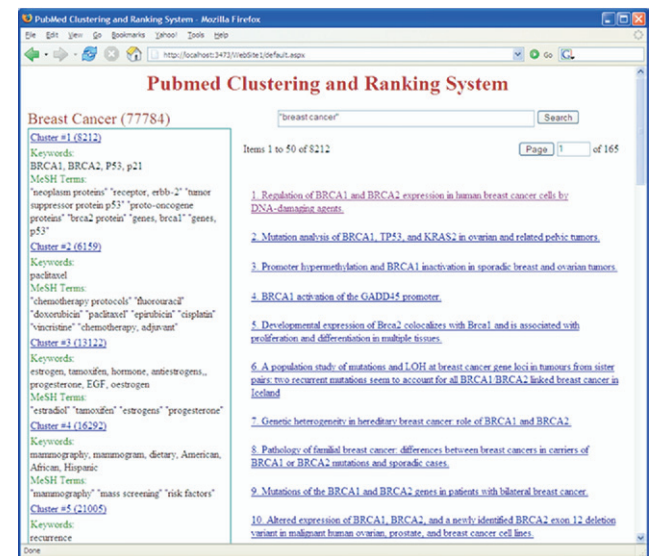 PubMed Clustering and Ranking System - Mozilla Firefox
File Edit View Go Bookmarks Yahoo! Tools Help
http://localhost:3473/WebSite1/default.aspx
Go
Pubmed Clustering and Ranking System
Breast Cancer (77784)
Cluster #1 (8212)
Keywords:
BRCA1, BRCA2, P53, p21
MeSH Terms:
"neoplasm proteins" "receptor, erbb-2" "tumor
suppressor protein p53" "proto-oncogene
proteins" "brca2 protein" "genes, brca1" "genes,
p53"
Cluster #2 (6159)
Keywords:
paclitaxel
MeSH Terms:
"chemotherapy protocols" "fluorouracil"
"doxorubicin" "paclitaxel" "epirubicin" "cisplatin"
"vincristine" "chemotherapy, adjuvant"
Cluster #3 (13122)
Keywords:
estrogen, tamoxifen, hormone, antiestrogens,,
progesterone, EGF, oestrogen
MeSH Terms:
"estradiol" "tamoxifen" "estrogens" "progesterone"
Cluster #4 (16292)
Keywords:
mammography, mammogram, dietary, American,
African, Hispanic
MeSH Terms:
"mammography" "mass screening" "risk factors"
Cluster #5 (21005)
Keywords:
recurrence
"breast cancer"
Search
Items 1 to 50 of 8212
Page 1 of 165
1. Regulation of BRCA1 and BRCA2 expression in human breast cancer cells by
DNA-damaging agents.
2. Mutation analysis of BRCA1, TP53, and KRAS2 in ovarian and related pelvic tumors.
3. Promoter hypermethylation and BRCA1 inactivation in sporadic breast and ovarian tumors.
4. BRCA1 activation of the GADD45 promoter.
5. Developmental expression of Brca2 colocalizes with Brca1 and is associated with
proliferation and differentiation in multiple tissues.
6. A population study of mutations and LOH at breast cancer gene loci in tumours from sister
pairs: two recurrent mutations seem to account for all BRCA1/BRCA2 linked breast cancer in
Iceland
7. Genetic heterogeneity in hereditary breast cancer: role of BRCA1 and BRCA2.
8. Pathology of familial breast cancer: differences between breast cancers in carriers of
BRCA1 or BRCA2 mutations and sporadic cases.
9. Mutations of the BRCA1 and BRCA2 genes in patients with bilateral breast cancer.
10. Altered expression of BRCA1, BRCA2, and a newly identified BRCA2 exon 12 deletion
variant in malignant human ovarian, prostate, and breast cancer cell lines.
Done